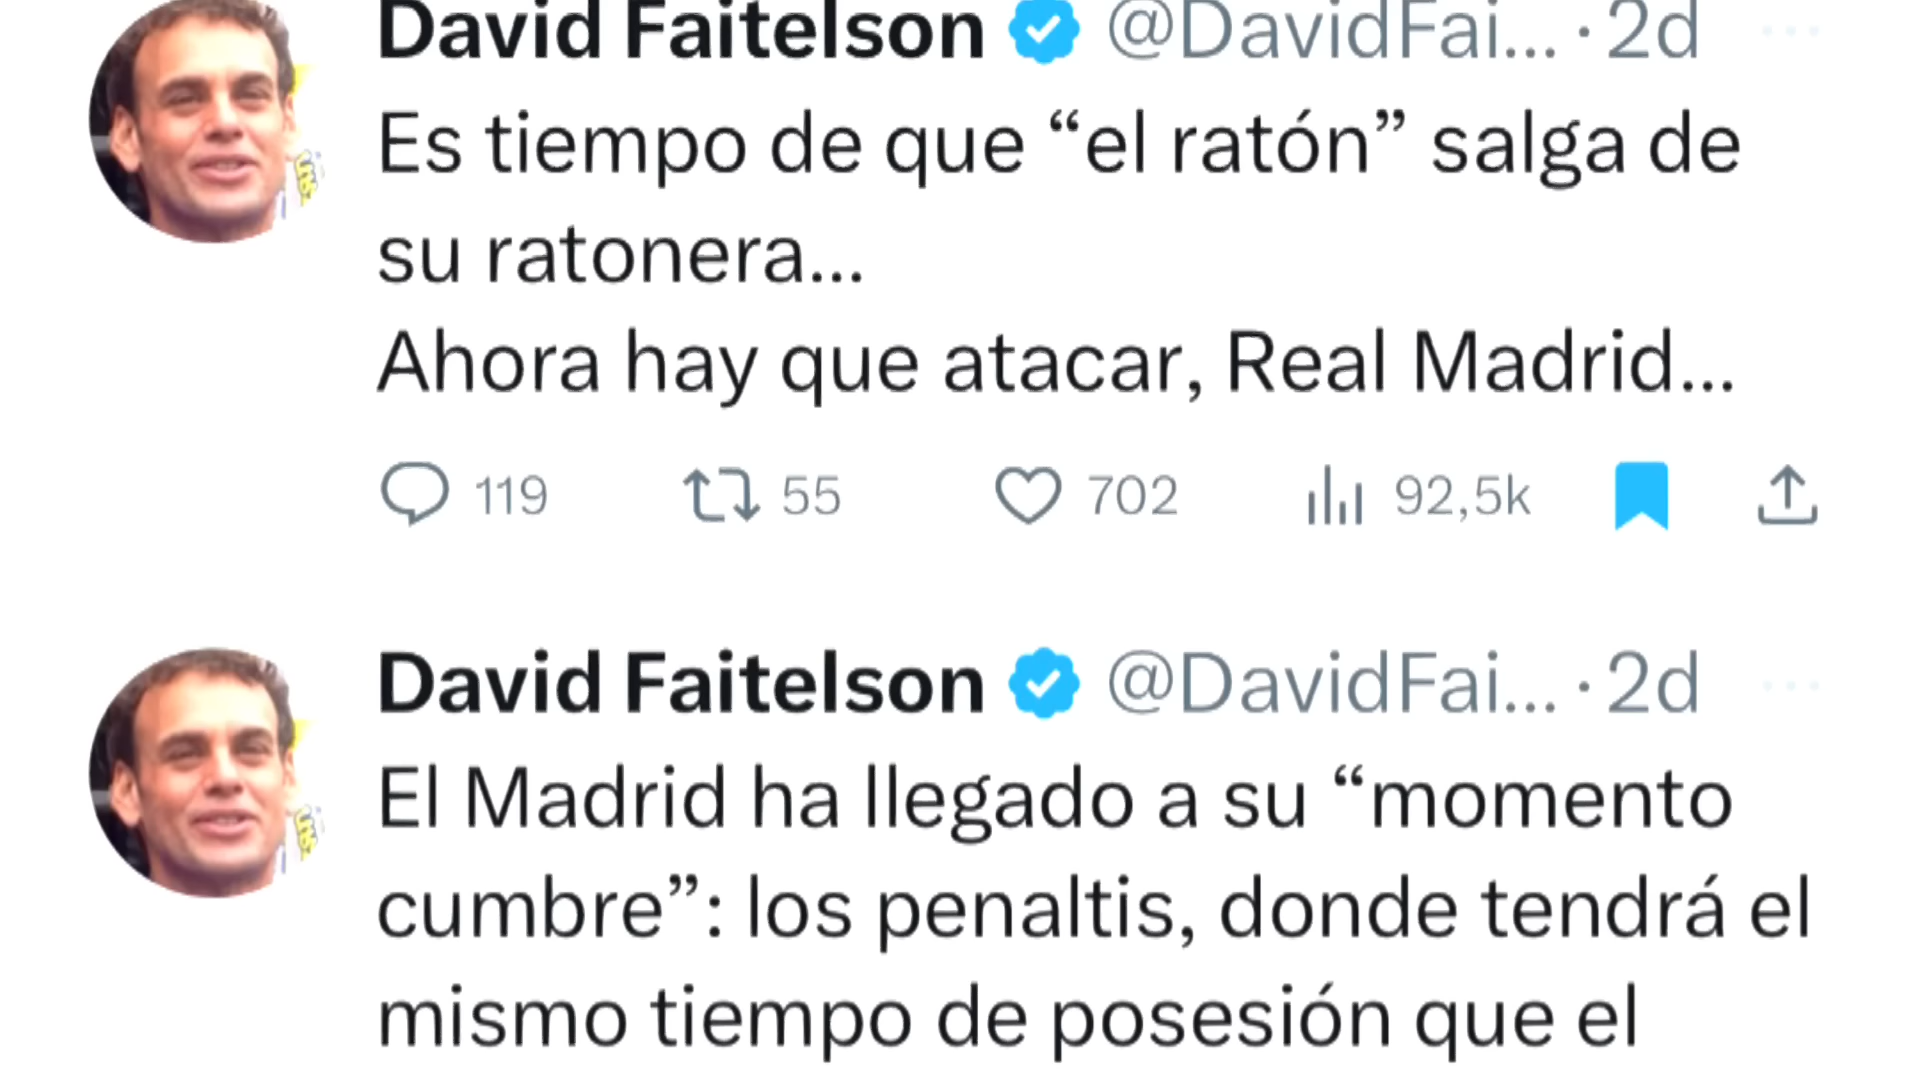 David Faitelson @DavidFai... · 2d
Es tiempo de que “el ratón” salga de
su ratonera...
Ahora hay que atacar, Real Madrid...
119 55 702 92,5k
David Faitelson @DavidFai... · 2d
El Madrid ha llegado a su “momento
cumbre”: los penaltis, donde tendrá el
mismo tiempo de posesión que el